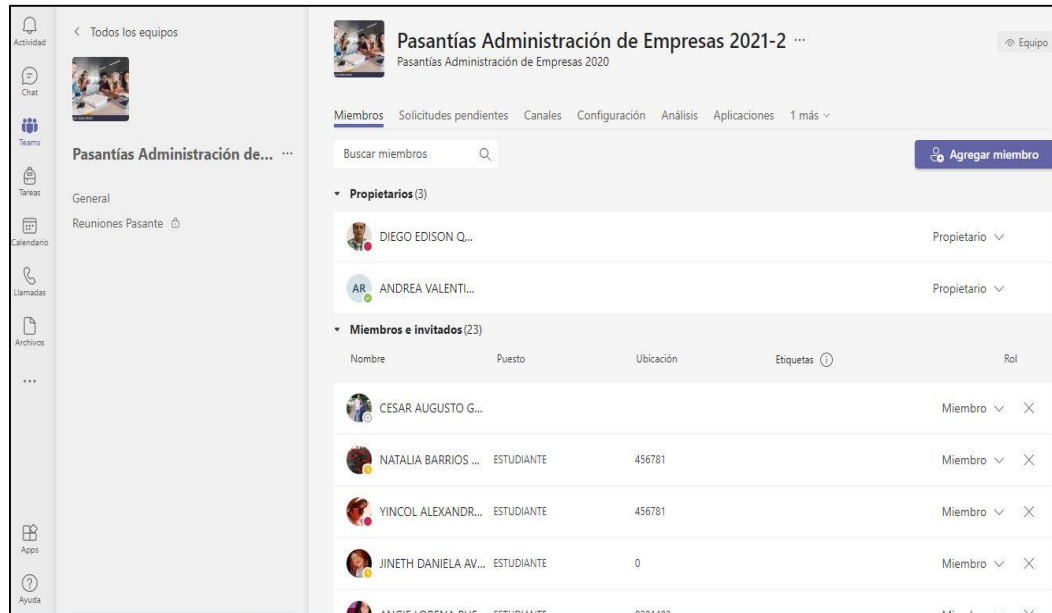 Actividad
Chat
Teams
Tareas
Calendario
Llamadas
Archivos
Apps
Ayuda
Todos los equipos
Pasantías Administración de... ...
General
Reuniones Pasante
Pasantías Administración de Empresas 2021-2 ...
Pasantías Administración de Empresas 2020
Equipo
Miembros Solicitudes pendientes Canales Configuración Análisis Aplicaciones 1 más
Buscar miembros
Agregar miembro
Propietarios (3)
DIEGO EDISON Q... Propietario
AR ANDREA VALENTI... Propietario
Miembros e invitados (23)
Nombre Puesto Ubicación Etiquetas Rol
CESAR AUGUSTO G... Miembro
NATALIA BARRIOS ... ESTUDIANTE 456781 Miembro
YINCOL ALEXANDR... ESTUDIANTE 456781 Miembro
JINETH DANIELA AV... ESTUDIANTE 0 Miembro